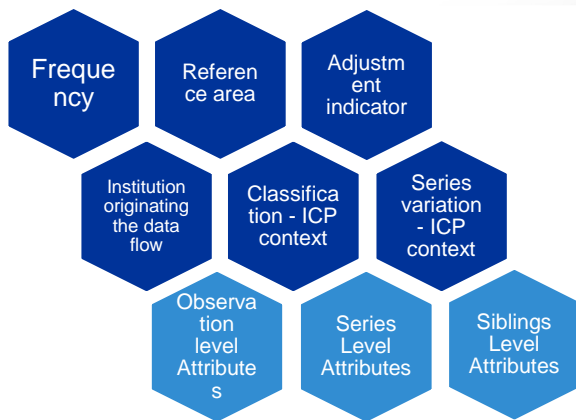 Freque
ncy
Referen
ce area
Adjustm
ent
indicator
Institution
originating
the data
flow
Classifica
tion - ICP
context
Series
variation
- ICP
context
Observa
tion
level
Attribute
s
Series
Level
Attributes
Siblings
Level
Attributes